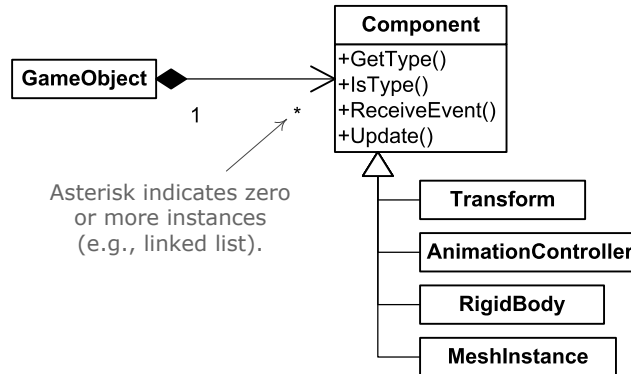 Component
+GetType()
+IsType()
+ReceiveEvent()
+Update()
GameObject
1
*
Asterisk indicates zero
or more instances
(e.g., linked list).
Transform
AnimationController
RigidBody
MeshInstance